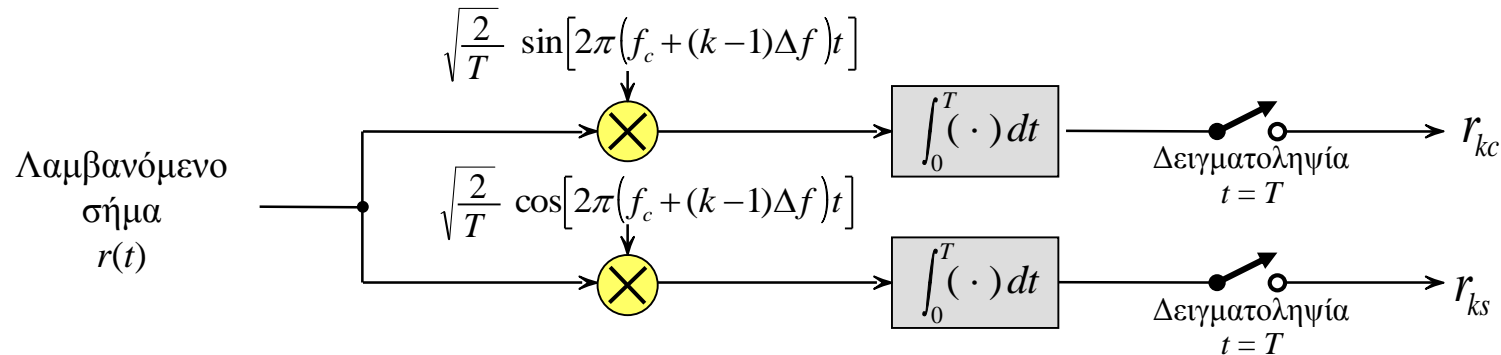 √(2/T) sin[2π(f_c + (k−1)Δf)t]
∫_0^T (·) dt
r_kc
Δειγματοληψία
t = T
Λαμβανόμενο
σήμα
r(t)
√(2/T) cos[2π(f_c + (k−1)Δf)t]
∫_0^T (·) dt
r_ks
Δειγματοληψία
t = T